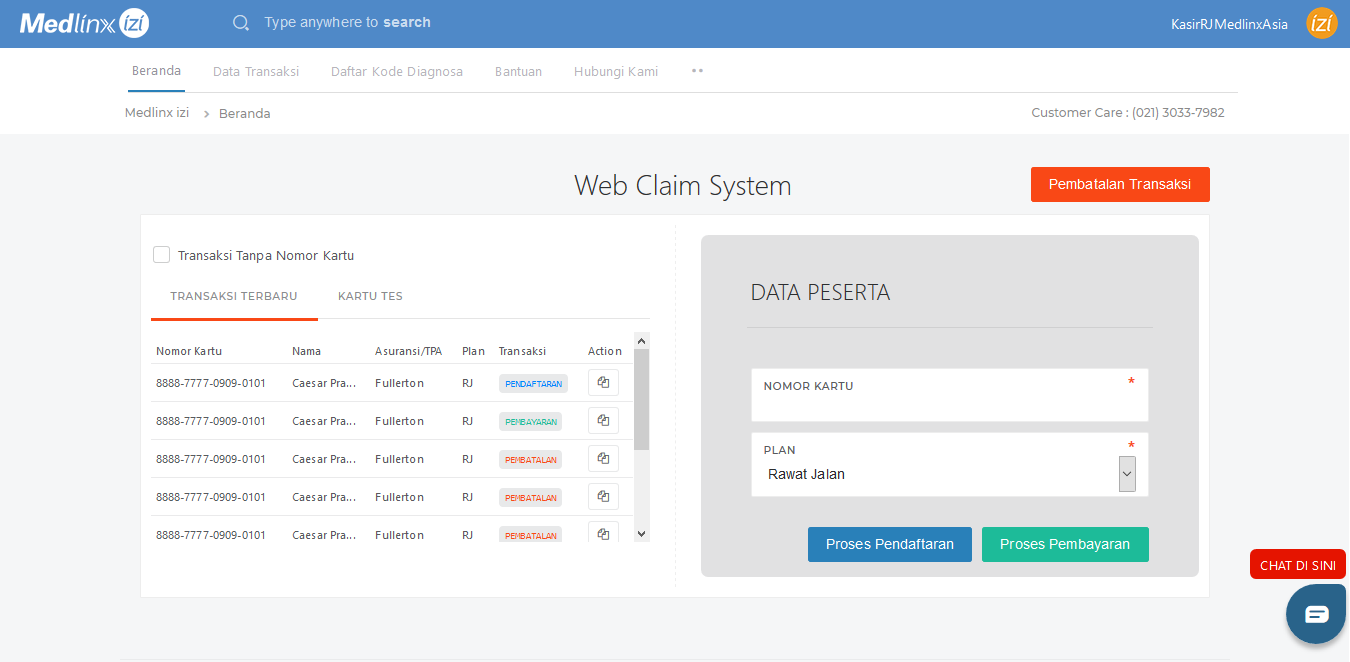 Medlinx izi
Type anywhere to search
KasirRJMedlinxAsia
izi
Beranda
Data Transaksi
Daftar Kode Diagnosa
Bantuan
Hubungi Kami
Medlinx izi > Beranda
Customer Care : (021) 3033-7982
Web Claim System
Pembatalan Transaksi
Transaksi Tanpa Nomor Kartu
TRANSAKSI TERBARU
KARTU TES
Nomor Kartu Nama Asuransi/TPA Plan Transaksi Action
8888-7777-0909-0101 Caesar Pra... Fullerton RJ PENDAFTARAN
8888-7777-0909-0101 Caesar Pra... Fullerton RJ PEMBAYARAN
8888-7777-0909-0101 Caesar Pra... Fullerton RJ PEMBATALAN
8888-7777-0909-0101 Caesar Pra... Fullerton RJ PEMBATALAN
8888-7777-0909-0101 Caesar Pra... Fullerton RJ PEMBATALAN
DATA PESERTA
NOMOR KARTU *
PLAN *
Rawat Jalan
Proses Pendaftaran
Proses Pembayaran
CHAT DI SINI